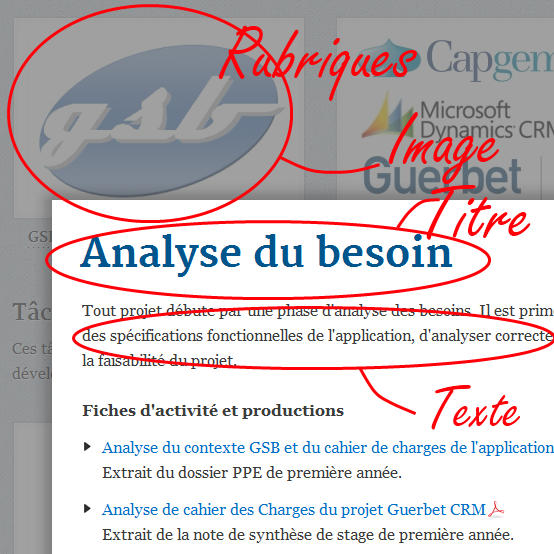 Rubriques
gsb
Capgem
Microsoft
Dynamics CRM
Image
Guerbet
Titre
GS
Analyse du besoin
Tout projet débute par une phase d'analyse des besoins. Il est prim
des spécifications fonctionnelles de l'application, d'analyser correcte
la faisabilité du projet.
Tâc
Ces tâ
dével
Texte
Fiches d'activité et productions
Analyse du contexte GSB et du cahier de charges de l'application
Extrait du dossier PPE de première année.
Analyse de cahier des Charges du projet Guerbet CRM
Extrait de la note de synthèse de stage de première année.